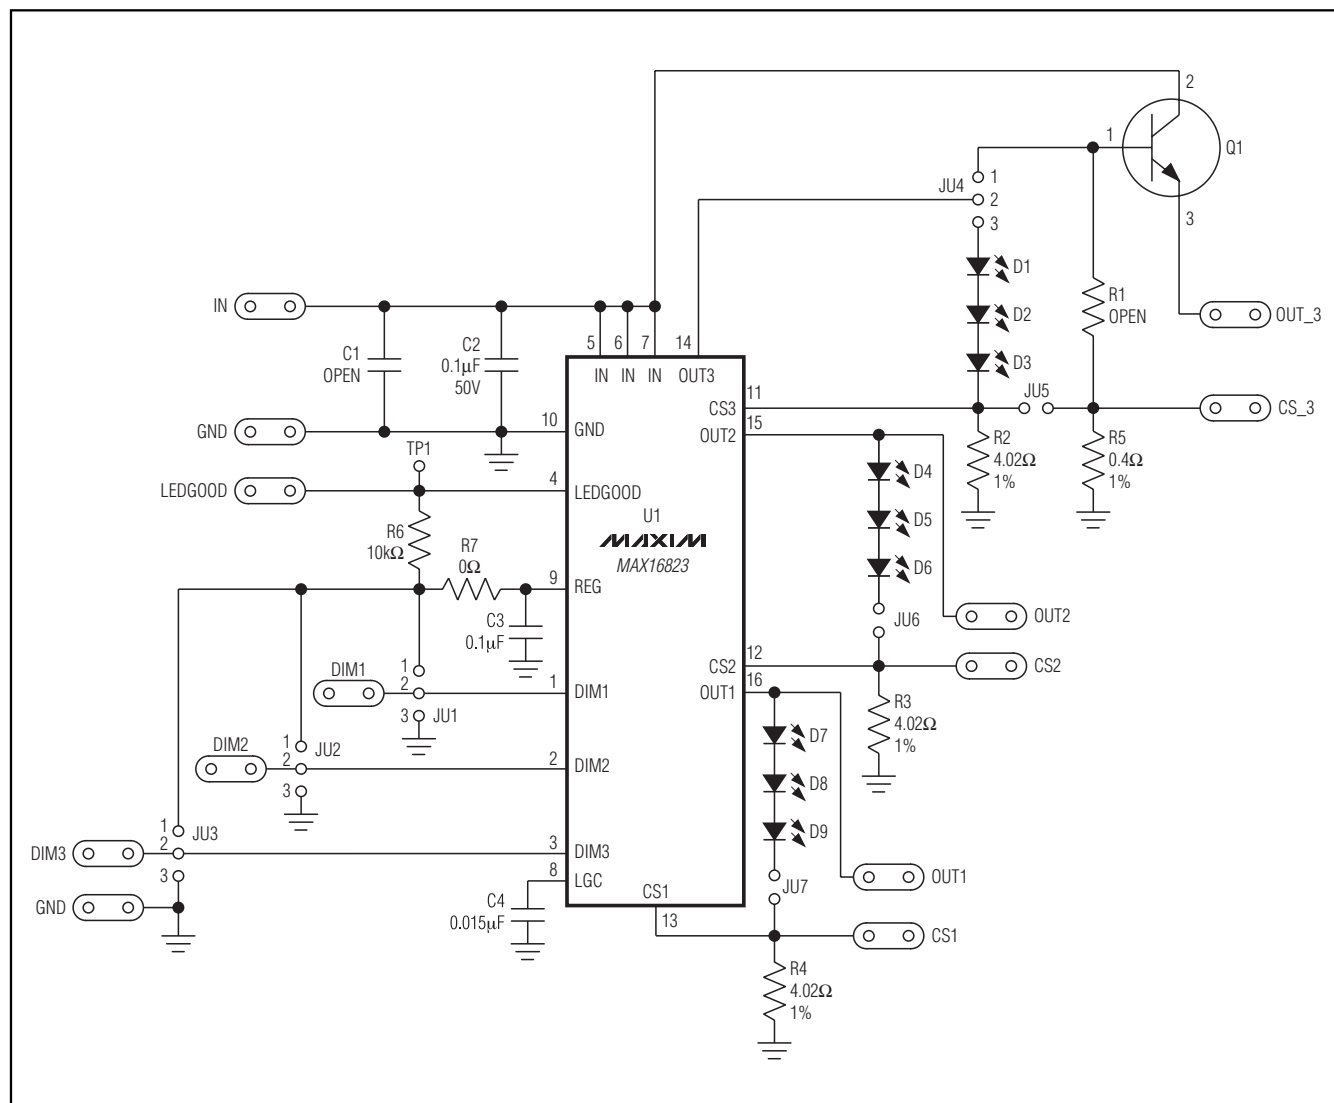 2
1
Q1
3
JU4
1
2
3
D1
D2
D3
R1
OPEN
OUT_3
IN
C1
OPEN
C2
0.1µF
50V
5
6
7
14
IN
IN
IN
OUT3
11
CS3
JU5
CS_3
GND
10
GND
15
OUT2
R2
4.02Ω
1%
R5
0.4Ω
1%
TP1
LEDGOOD
4
LEDGOOD
D4
D5
D6
U1
MAXIM
MAX16823
R6
10kΩ
R7
0Ω
9
REG
C3
0.1µF
JU6
OUT2
12
CS2
CS2
16
OUT1
R3
4.02Ω
1%
DIM1
1
2
3
JU1
1
DIM1
DIM2
1
2
3
JU2
2
DIM2
D7
D8
D9
DIM3
1
2
3
JU3
3
DIM3
8
LGC
GND
C4
0.015µF
CS1
13
JU7
OUT1
CS1
R4
4.02Ω
1%